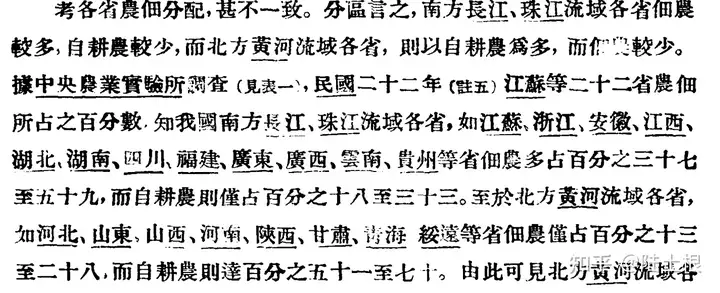 考各省農佃分配，甚不一致。分區言之，南方長江、珠江流域各省佃農
較多，自耕農較少，而北方黃河流域各省，則以自耕農爲多，而佃農較少。
據中央農業實驗所調查（見表一），民國二十二年（註五）江蘇等二十二省農佃
所占之百分數，知我國南方長江、珠江流域各省，如江蘇、浙江、安徽、江西、
湖北、湖南、四川、福建、廣東、廣西、雲南、貴州等省佃農多占百分之三十七
至五十九，而自耕農則僅占百分之十八至三十三。至於北方黃河流域各省，
如河北、山東、山西、河南、陝西、甘肅、青海、綏遠等省佃農僅占百分之十三
至二十八，而自耕農則達百分之五十一至七十。由此可見北方黃河流域各
知乎 @陆土根